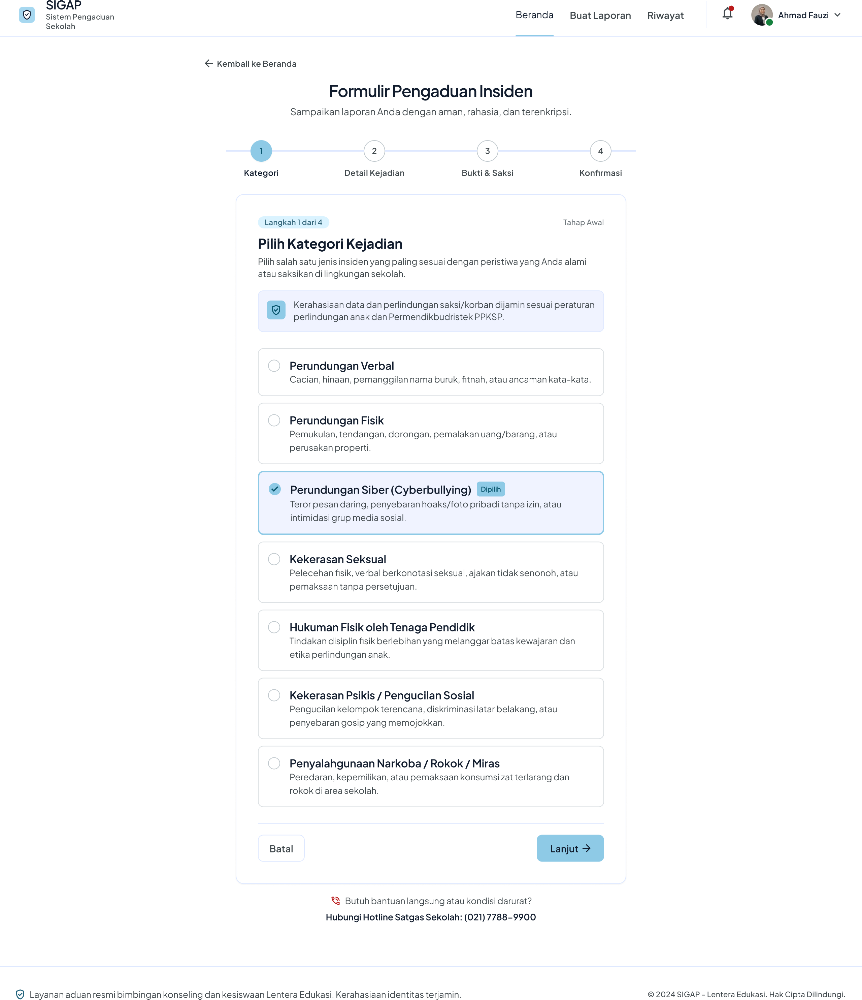 SIGAP
Sistem Pengaduan
Sekolah
Beranda
Buat Laporan
Riwayat
Ahmad Fauzi
Kembali ke Beranda
Formulir Pengaduan Insiden
Sampaikan laporan Anda dengan aman, rahasia, dan terenkripsi.
1
2
3
4
Kategori
Detail Kejadian
Bukti & Saksi
Konfirmasi
Langkah 1 dari 4
Tahap Awal
Pilih Kategori Kejadian
Pilih salah satu jenis insiden yang paling sesuai dengan peristiwa yang Anda alami
atau saksikan di lingkungan sekolah.
Kerahasiaan data dan perlindungan saksi/korban dijamin sesuai peraturan
perlindungan anak dan Permendikbudristek PPKSP.
Perundungan Verbal
Cacian, hinaan, pemanggilan nama buruk, fitnah, atau ancaman kata-kata.
Perundungan Fisik
Pemukulan, tendangan, dorongan, pemalakan uang/barang, atau
perusakan properti.
Perundungan Siber (Cyberbullying) Dipilih
Teror pesan daring, penyebaran hoaks/foto pribadi tanpa izin, atau
intimidasi grup media sosial.
Kekerasan Seksual
Pelecehan fisik, verbal berkonotasi seksual, ajakan tidak senonoh, atau
pemaksaan tanpa persetujuan.
Hukuman Fisik oleh Tenaga Pendidik
Tindakan disiplin fisik berlebihan yang melanggar batas kewajaran dan
etika perlindungan anak.
Kekerasan Psikis / Pengucilan Sosial
Pengucilan kelompok terencana, diskriminasi latar belakang, atau
penyebaran gosip yang memojokkan.
Penyalahgunaan Narkoba / Rokok / Miras
Peredaran, kepemilikan, atau pemaksaan konsumsi zat terlarang dan
rokok di area sekolah.
Batal
Lanjut
Butuh bantuan langsung atau kondisi darurat?
Hubungi Hotline Satgas Sekolah: (021) 7788-9900
Layanan aduan resmi bimbingan konseling dan kesiswaan Lentera Edukasi. Kerahasiaan identitas terjamin.
© 2024 SIGAP - Lentera Edukasi. Hak Cipta Dilindungi.